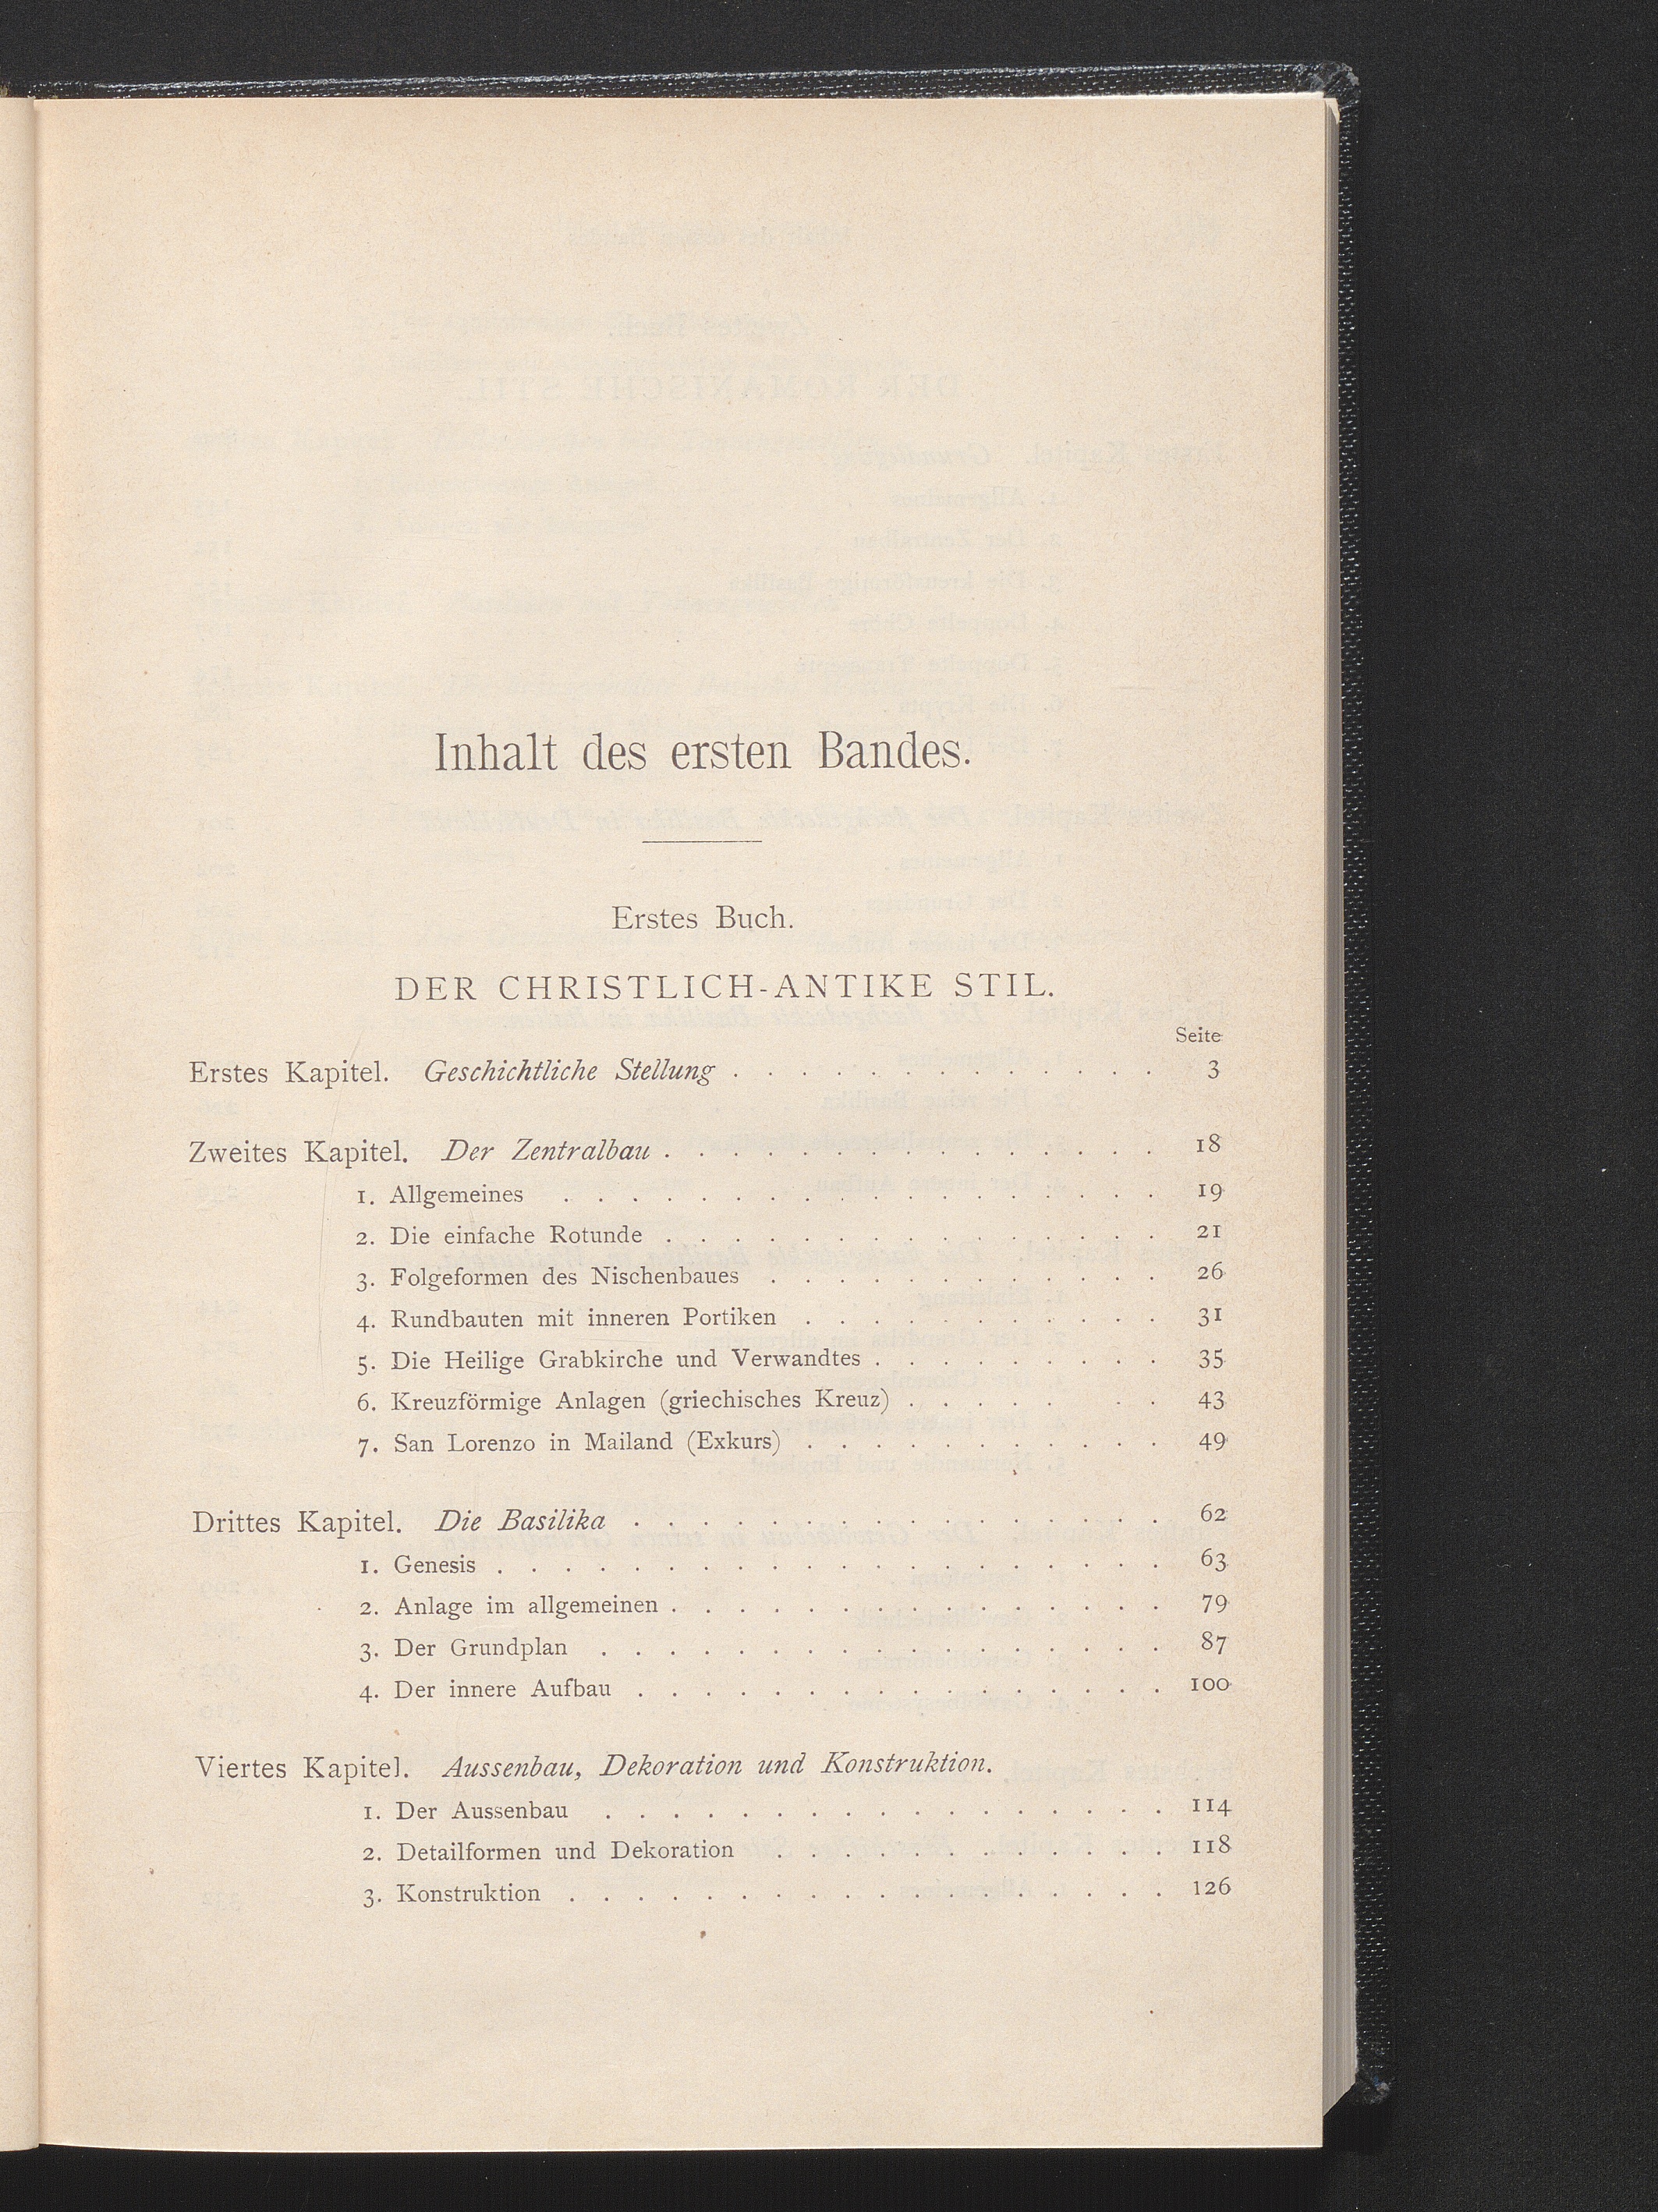 Inhalt des ersten Bandes.
Erstes Buch.
DER CHRISTLICH-ANTIKE STIL.
Seite
Erstes Kapitel. Geschichtliche Stellung . . . . . . . . . . . . . 3
Zweites Kapitel. Der Zentralbau . . . . . . . . . . . . . . . 18
1. Allgemeines . . . . . . . . . . . . . . . . . . 19
2. Die einfache Rotunde . . . . . . . . . . . . . . . 21
3. Folgeformen des Nischenbaues . . . . . . . . . . . . 26
4. Rundbauten mit inneren Portiken . . . . . . . . . . . 31
5. Die Heilige Grabkirche und Verwandtes . . . . . . . . . 35
6. Kreuzförmige Anlagen (griechisches Kreuz) . . . . . . . 43
7. San Lorenzo in Mailand (Exkurs) . . . . . . . . . . . 49
Drittes Kapitel. Die Basilika . . . . . . . . . . . . . . . . 62
1. Genesis . . . . . . . . . . . . . . . . . . . . 63
2. Anlage im allgemeinen . . . . . . . . . . . . . . . 79
3. Der Grundplan . . . . . . . . . . . . . . . . . 87
4. Der innere Aufbau . . . . . . . . . . . . . . . . 100
Viertes Kapitel. Aussenbau, Dekoration und Konstruktion.
1. Der Aussenbau . . . . . . . . . . . . . . . . . 114
2. Detailformen und Dekoration . . . . . . . . . . . . 118
3. Konstruktion . . . . . . . . . . . . . . . . . . 126